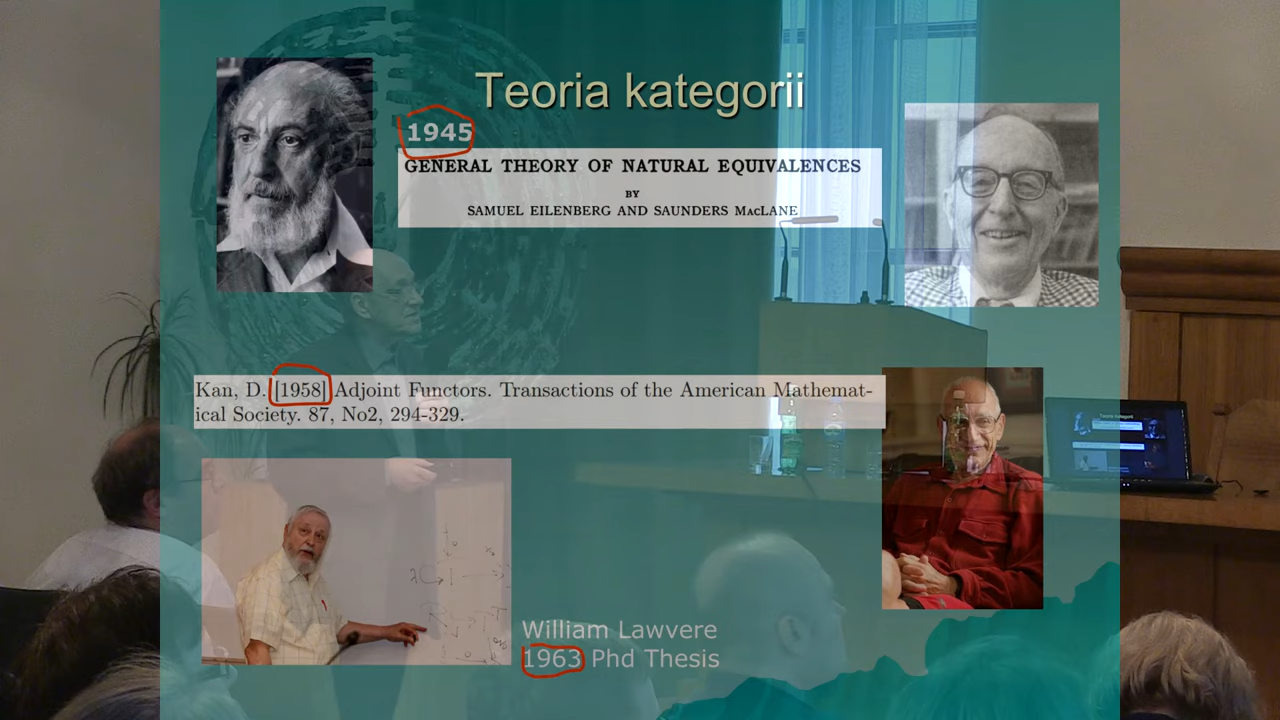 Teoria kategorii
1945
GENERAL THEORY OF NATURAL EQUIVALENCES
BY
SAMUEL EILENBERG AND SAUNDERS MacLANE
Kan, D. [1958] Adjoint Functors. Transactions of the American Mathemat-
ical Society. 87, No2, 294-329.
William Lawvere
1963 Phd Thesis